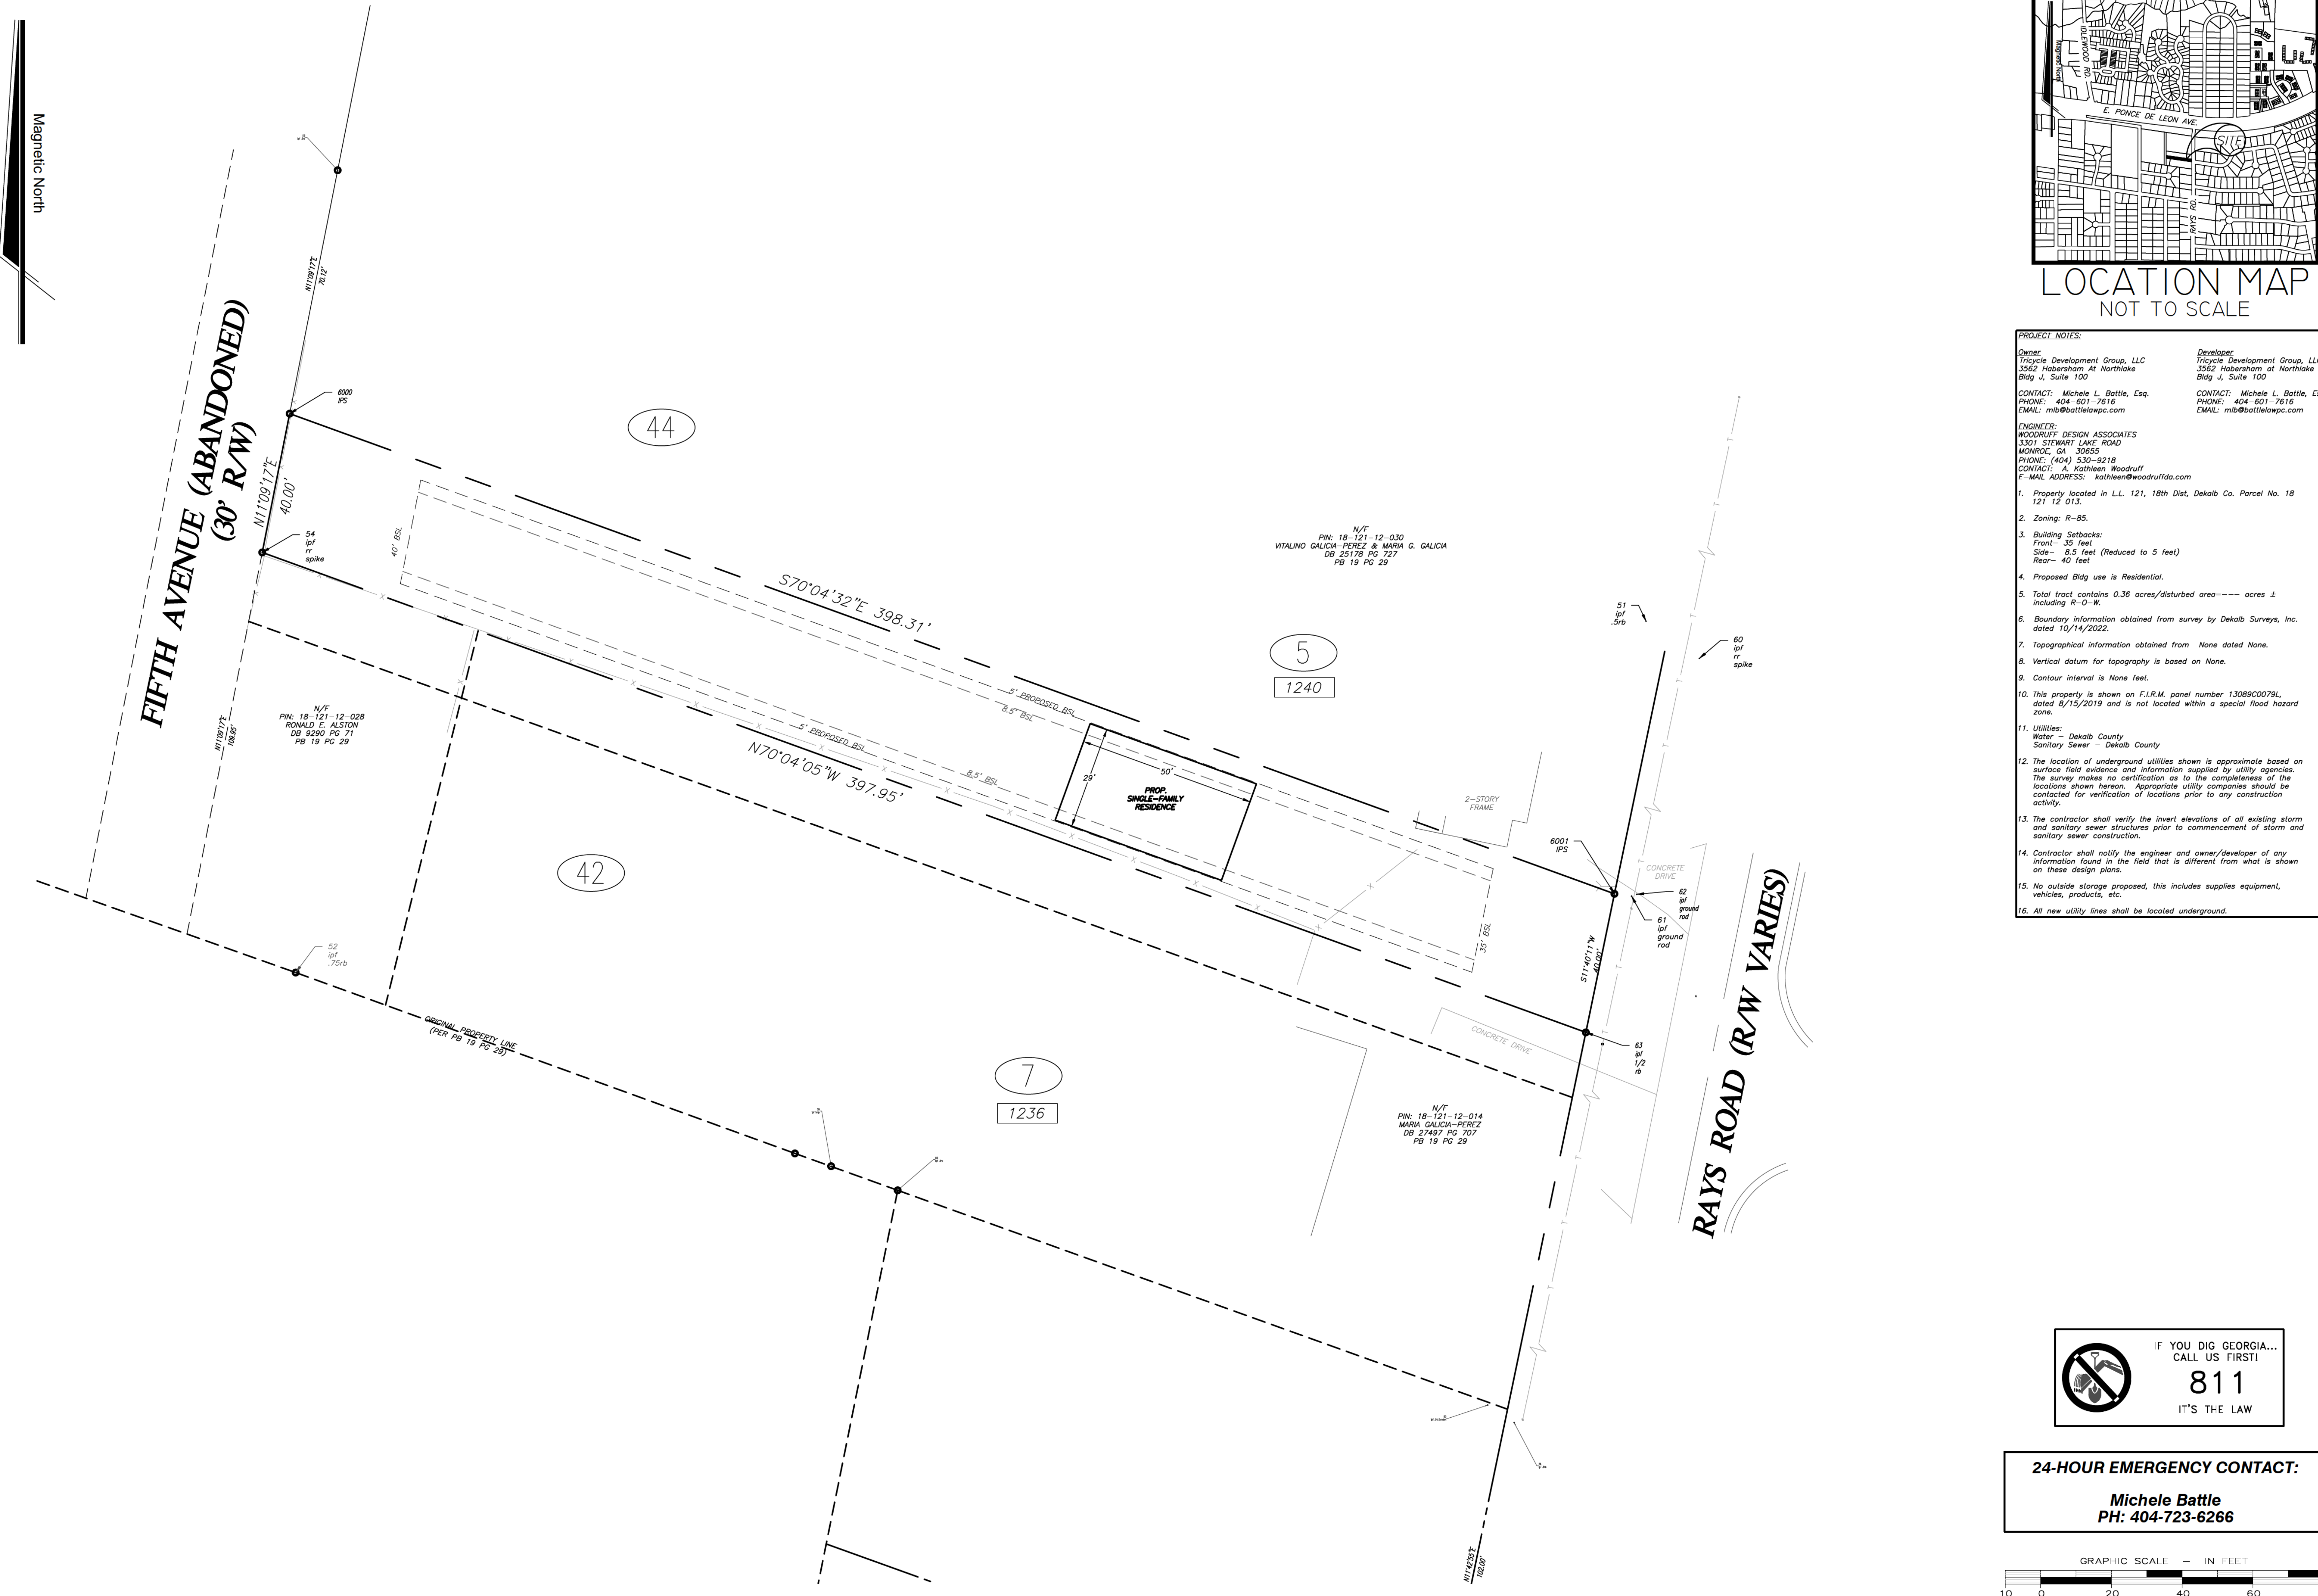 Magnetic North
N11°09'17"E
70.12'
FIFTH AVENUE (ABANDONED)
(30' R/W)
N11°09'17"E
40.00'
6000
IPS
54
ipf
rr
spike
44
40' BSL
S70°04'32"E 398.31'
N/F
PIN: 18-121-12-030
VITALINO GALICIA-PEREZ & MARIA G. GALICIA
DB 25178 PG 727
PB 19 PG 29
51
ipf
.5rb
60
ipf
rr
spike
5
1240
5' PROPOSED BSL
8.5' BSL
5' PROPOSED BSL
8.5' BSL
N70°04'05"W 397.95'
N/F
PIN: 18-121-12-028
RONALD E. ALSTON
DB 9290 PG 71
PB 19 PG 29
N11°09'17"E
109.95'
50'
29'
PROP.
SINGLE-FAMILY
RESIDENCE
2-STORY
FRAME
6001
IPS
CONCRETE
DRIVE
62
ipf
ground
rod
61
ipf
ground
rod
35' BSL
S11°40'11"W
40.00'
RAYS ROAD (R/W VARIES)
42
52
ipf
.75rb
ORIGINAL PROPERTY LINE
(PER PB 19 PG 29)
CONCRETE DRIVE
63
ipf
1/2
rb
7
1236
N/F
PIN: 18-121-12-014
MARIA GALICIA-PEREZ
DB 27497 PG 707
PB 19 PG 29
N11°42'35"E
102.00'
Magnetic North
IDLEWOOD RD.
E. PONCE DE LEON AVE.
SITE
RAYS RD.
LOCATION MAP
NOT TO SCALE
PROJECT NOTES:
Owner
Tricycle Development Group, LLC
3562 Habersham At Northlake
Bldg J, Suite 100
CONTACT: Michele L. Battle, Esq.
PHONE: 404-601-7616
EMAIL: mlb@battlelawpc.com
Developer
Tricycle Development Group, LL
3562 Habersham at Northlake
Bldg J, Suite 100
CONTACT: Michele L. Battle, Es
PHONE: 404-601-7616
EMAIL: mlb@battlelawpc.com
ENGINEER:
WOODRUFF DESIGN ASSOCIATES
3301 STEWART LAKE ROAD
MONROE, GA 30655
PHONE: (404) 530-9218
CONTACT: A. Kathleen Woodruff
E-MAIL ADDRESS: kathleen@woodruffda.com
1. Property located in L.L. 121, 18th Dist, Dekalb Co. Parcel No. 18
121 12 013.
2. Zoning: R-85.
3. Building Setbacks:
Front- 35 feet
Side- 8.5 feet (Reduced to 5 feet)
Rear- 40 feet
4. Proposed Bldg use is Residential.
5. Total tract contains 0.36 acres/disturbed area=--- acres ±
including R-O-W.
6. Boundary information obtained from survey by Dekalb Surveys, Inc.
dated 10/14/2022.
7. Topographical information obtained from None dated None.
8. Vertical datum for topography is based on None.
9. Contour interval is None feet.
10. This property is shown on F.I.R.M. panel number 13089C0079L,
dated 8/15/2019 and is not located within a special flood hazard
zone.
11. Utilities:
Water - Dekalb County
Sanitary Sewer - Dekalb County
12. The location of underground utilities shown is approximate based on
surface field evidence and information supplied by utility agencies.
The survey makes no certification as to the completeness of the
locations shown hereon. Appropriate utility companies should be
contacted for verification of locations prior to any construction
activity.
13. The contractor shall verify the invert elevations of all existing storm
and sanitary sewer structures prior to commencement of storm and
sanitary sewer construction.
14. Contractor shall notify the engineer and owner/developer of any
information found in the field that is different from what is shown
on these design plans.
15. No outside storage proposed, this includes supplies equipment,
vehicles, products, etc.
16. All new utility lines shall be located underground.
IF YOU DIG GEORGIA...
CALL US FIRST!
811
IT'S THE LAW
24-HOUR EMERGENCY CONTACT:
Michele Battle
PH: 404-723-6266
GRAPHIC SCALE - IN FEET
10 0 20 40 60